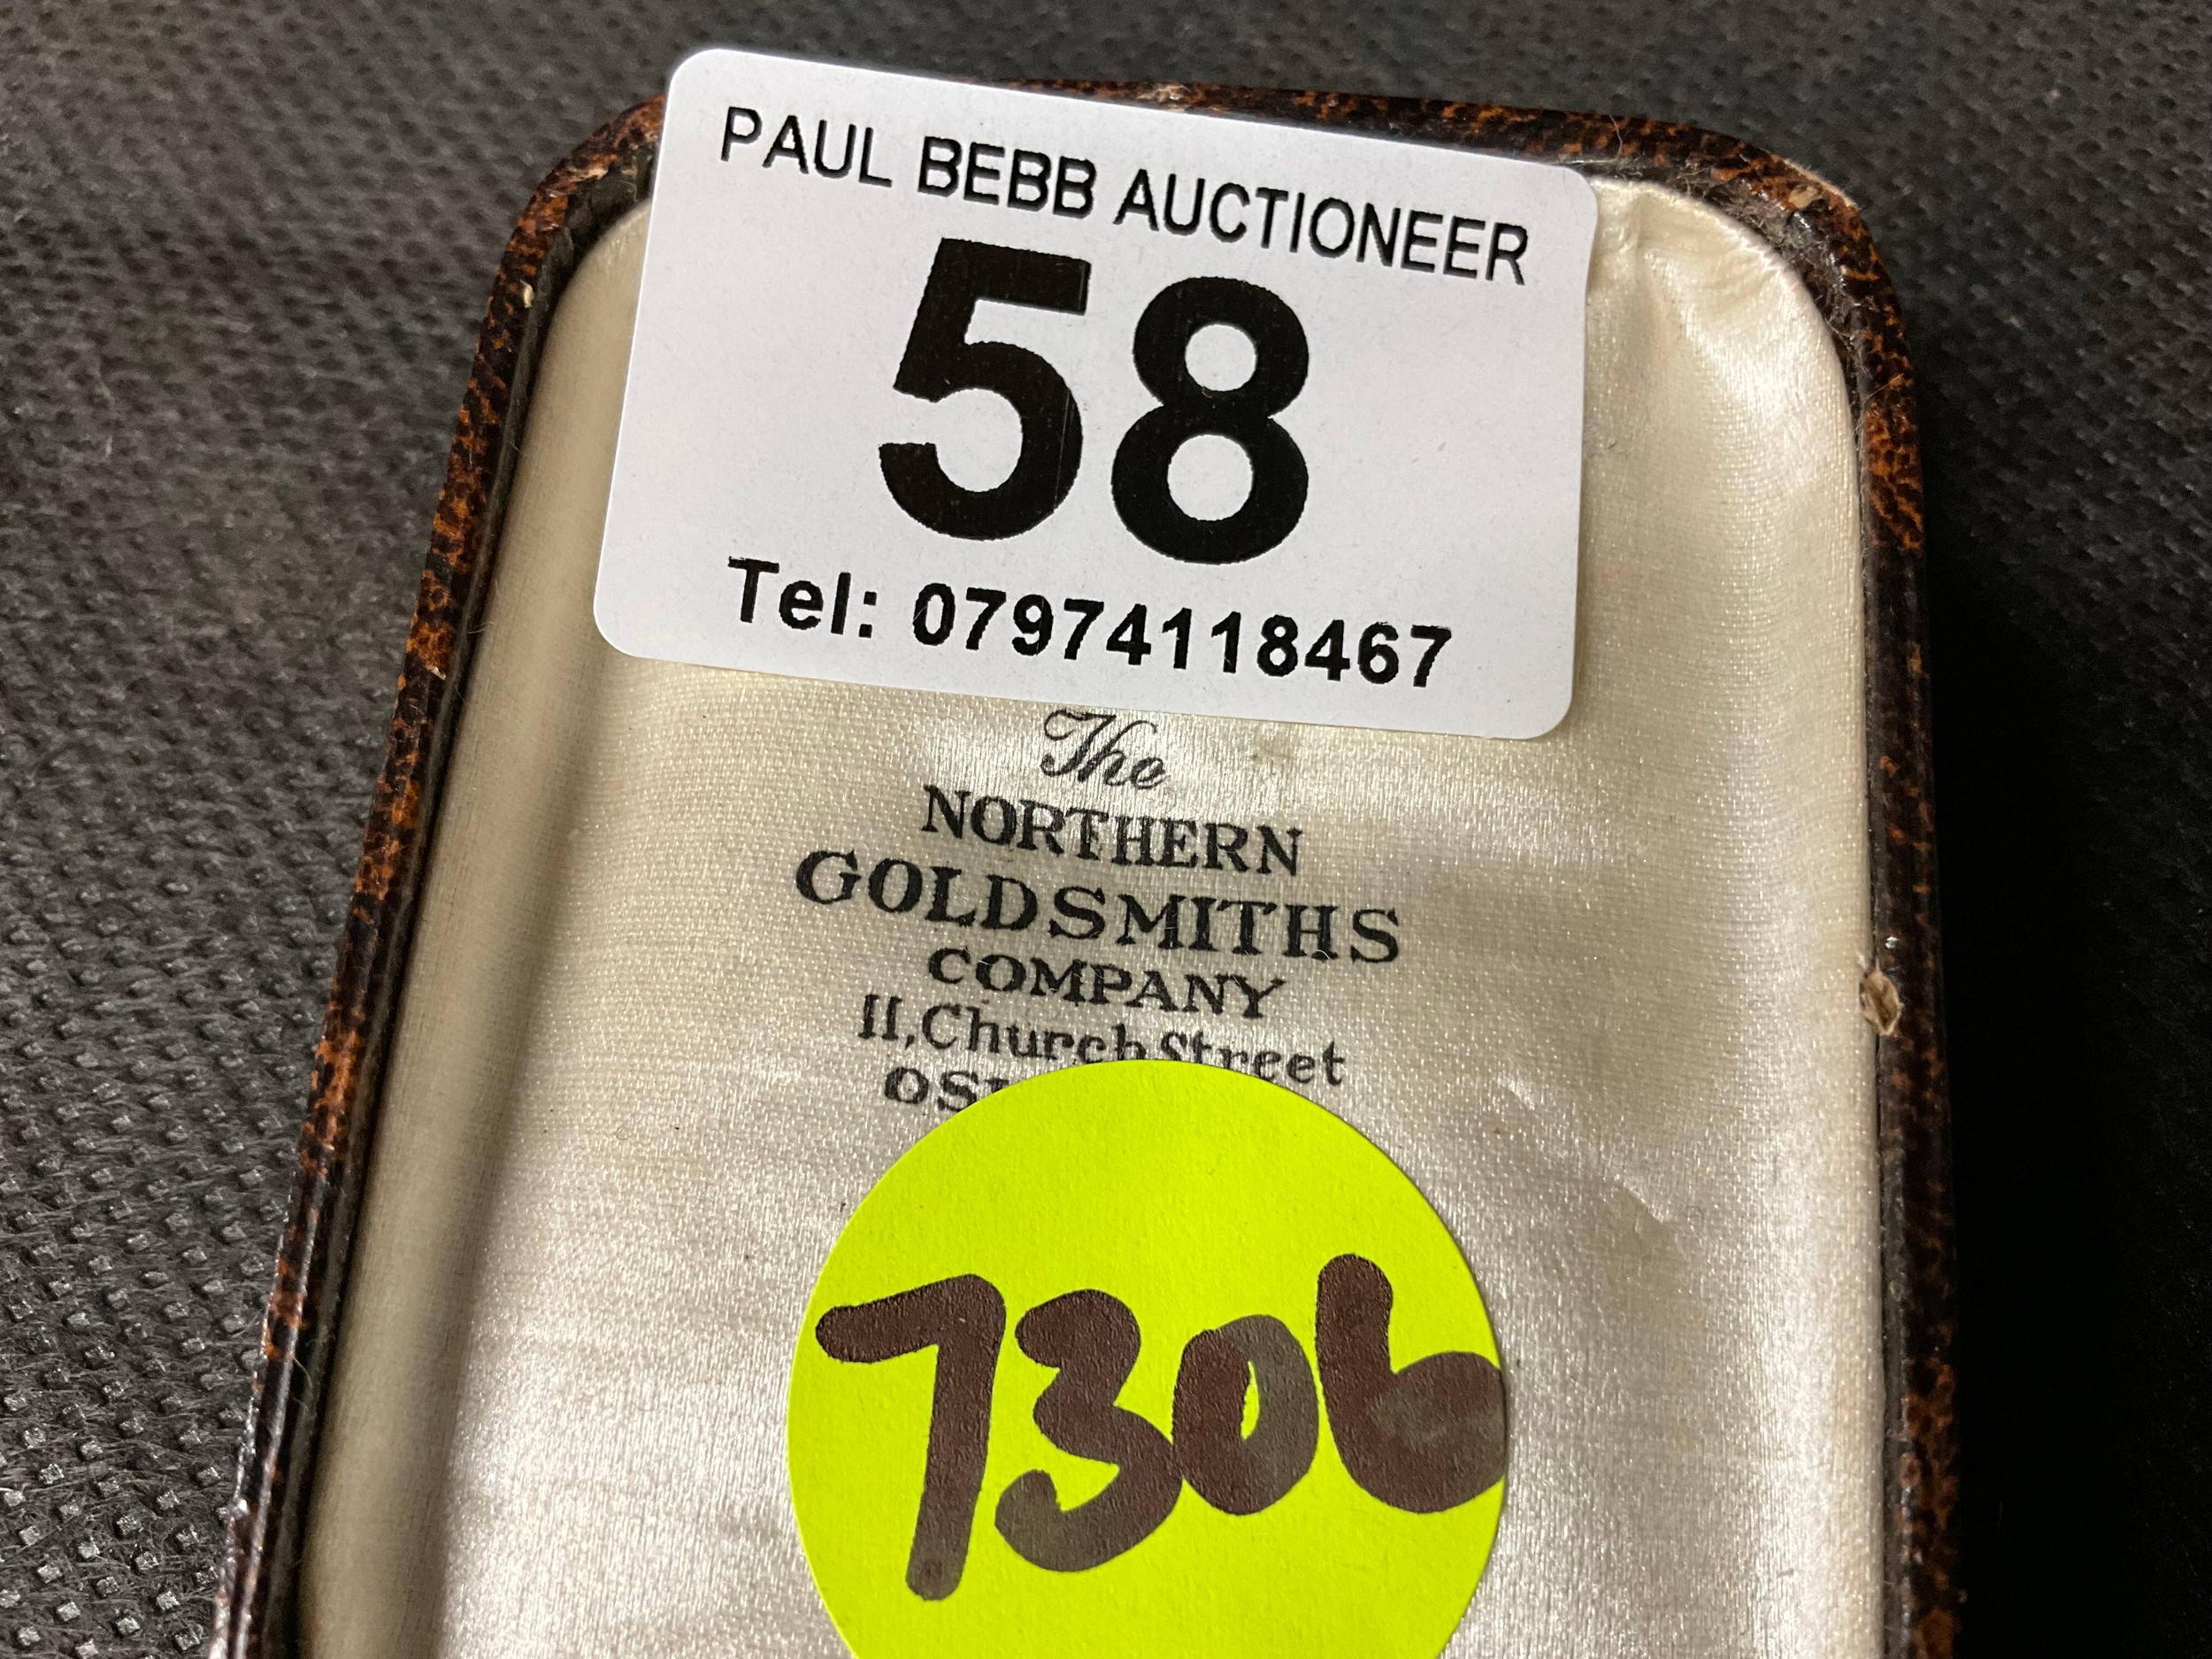 PAUL BEBB AUCTIONEER
58
Tel: 07974118467
The
NORTHERN
GOLDSMITHS
COMPANY
11, Church Street
7306